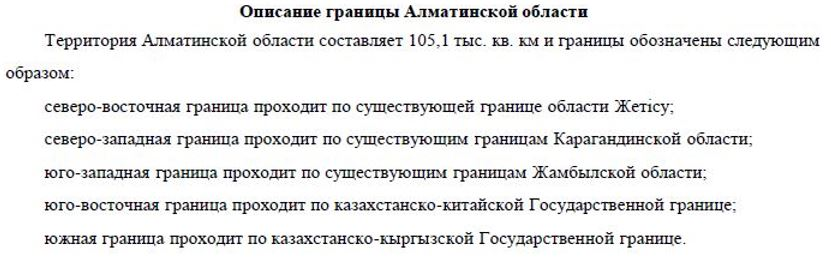 Описание границы Алматинской области
Территория Алматинской области составляет 105,1 тыс. кв. км и границы обозначены следующим
образом:
северо-восточная граница проходит по существующей границе области Жетісу;
северо-западная граница проходит по существующим границам Карагандинской области;
юго-западная граница проходит по существующим границам Жамбылской области;
юго-восточная граница проходит по казахстанско-китайской Государственной границе;
южная граница проходит по казахстанско-кыргызской Государственной границе.